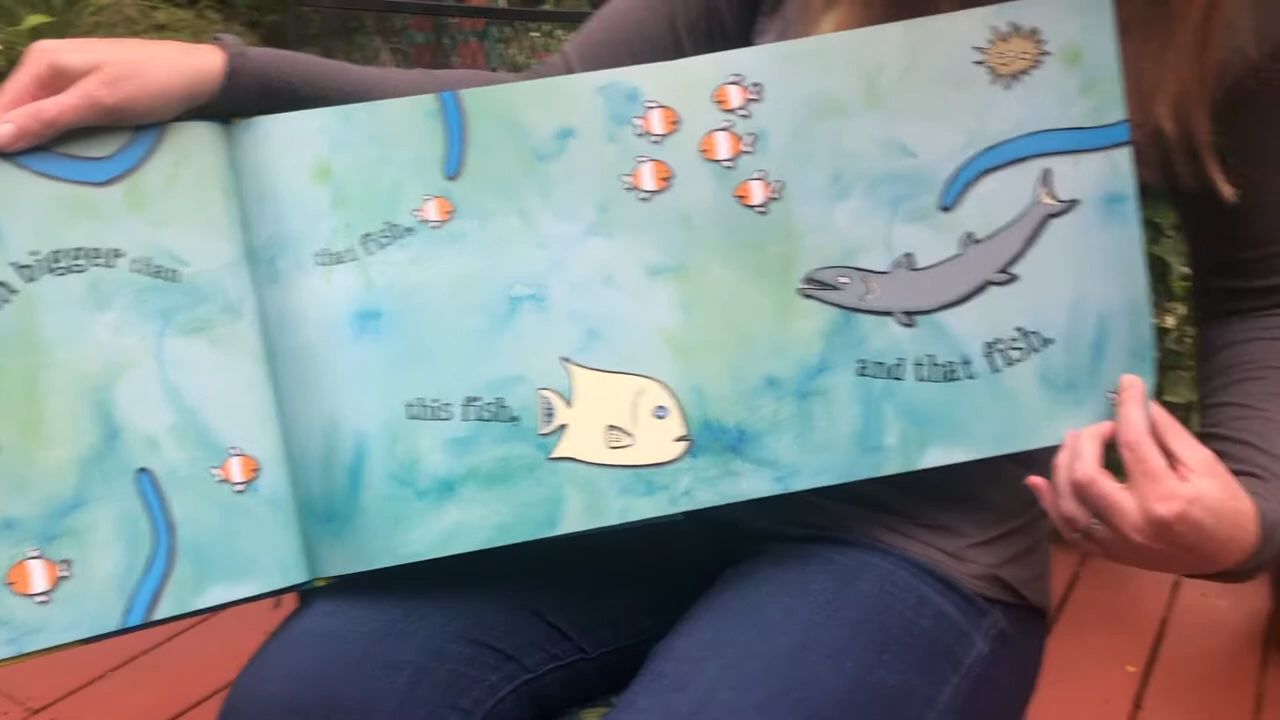 bigger than
that fish.
this fish,
and that fish.